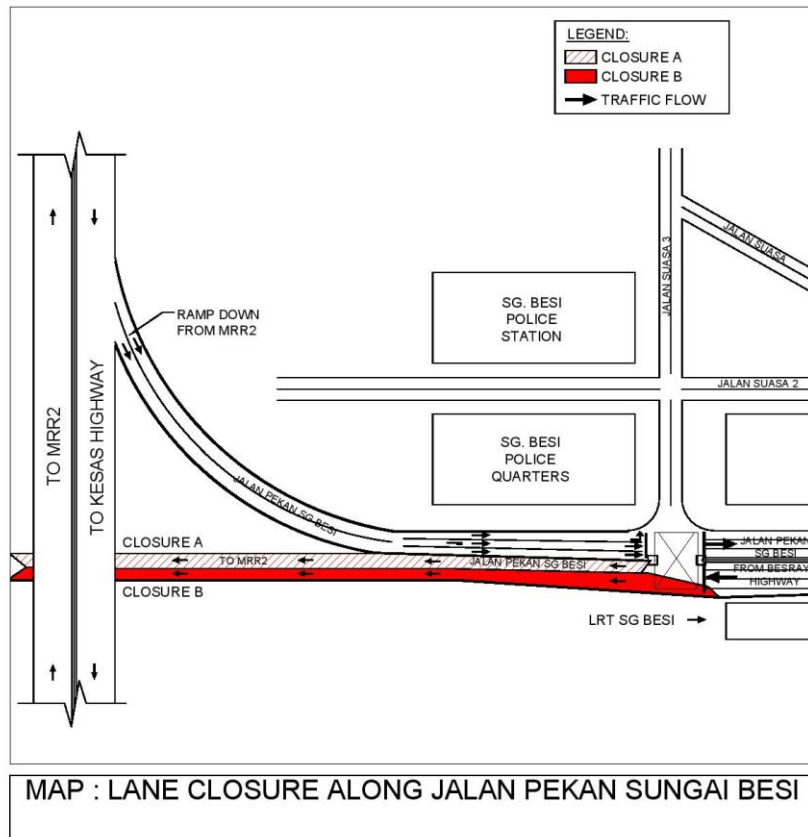 LEGEND:
CLOSURE A
CLOSURE B
TRAFFIC FLOW
JALAN SUASA 3
JALAN SUASA
RAMP DOWN
FROM MRR2
SG. BESI
POLICE
STATION
JALAN SUASA 2
TO MRR2
TO KESAS HIGHWAY
SG. BESI
POLICE
QUARTERS
JALAN PEKAN SG BESI
CLOSURE A
TO MRR2
JALAN PEKAN SG BESI
JALAN PEKAN
SG BESI
FROM BESRAY
HIGHWAY
CLOSURE B
LRT SG BESI
MAP : LANE CLOSURE ALONG JALAN PEKAN SUNGAI BESI